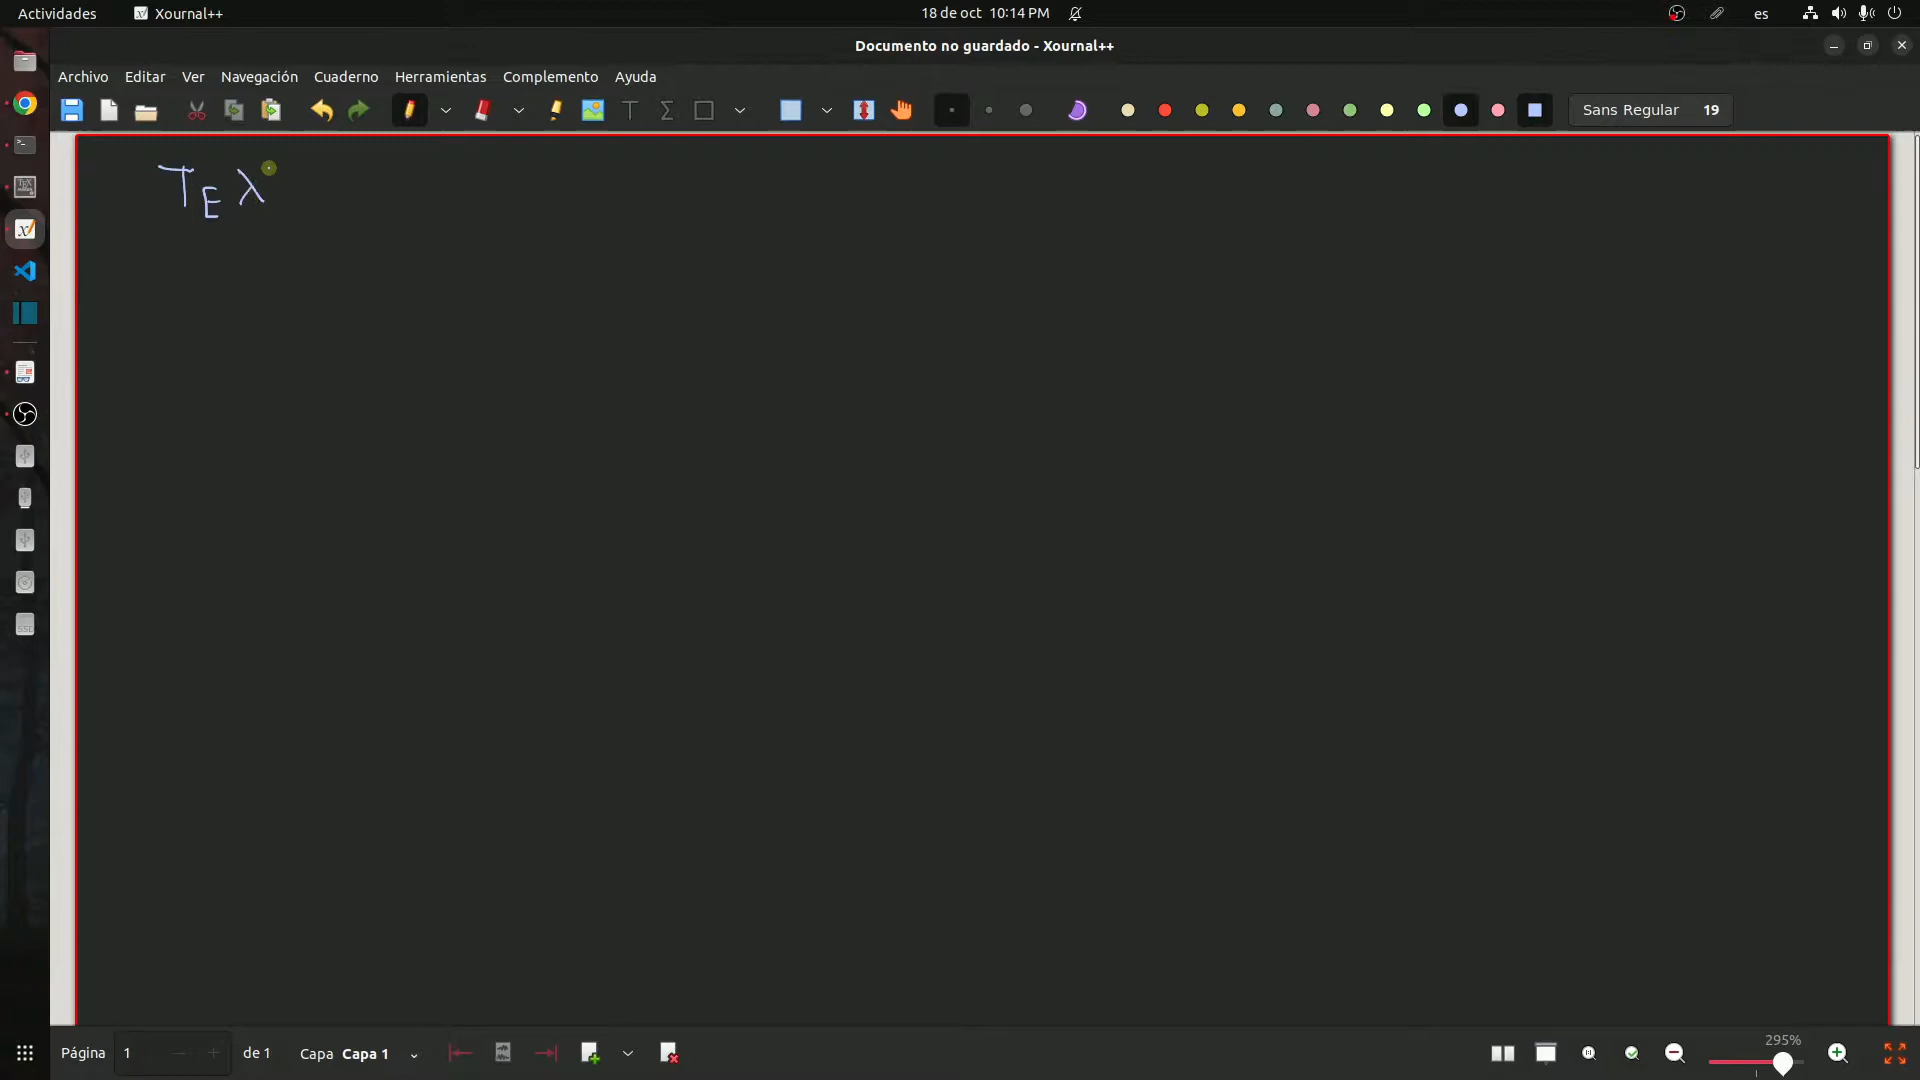 Actividades Xournal++ 18 de oct 10:14 PM es
Documento no guardado - Xournal++
Archivo Editar Ver Navegación Cuaderno Herramientas Complemento Ayuda
Sans Regular 19
TEλ
295%
Página 1 de 1 Capa Capa 1